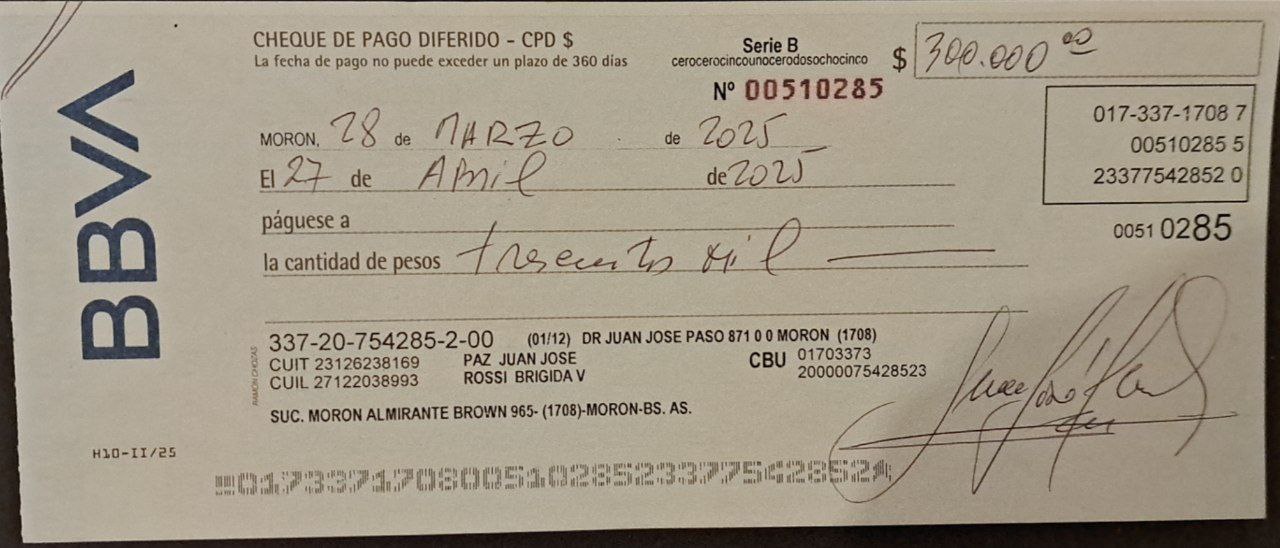 BBVA
CHEQUE DE PAGO DIFERIDO - CPD $
La fecha de pago no puede exceder un plazo de 360 días
Serie B
cerocerocincounocerodosochocinco
Nº 00510285
$ 300.000 00
017-337-1708 7
00510285 5
23377542852 0
0051 0285
MORON, 28 de MARZO de 2025
El 27 de Abril de 2025
páguese a
la cantidad de pesos trescientos mil
337-20-754285-2-00 (01/12) DR JUAN JOSE PASO 871 0 0 MORON (1708)
CUIT 23126238169 PAZ JUAN JOSE
CUIL 27122038993 ROSSI BRIGIDA V
CBU 01703373
20000075428523
SUC. MORON ALMIRANTE BROWN 965- (1708)-MORON-BS. AS.
RAMÓN CHOZAS
H10-II/25
01733717080051028523377542852